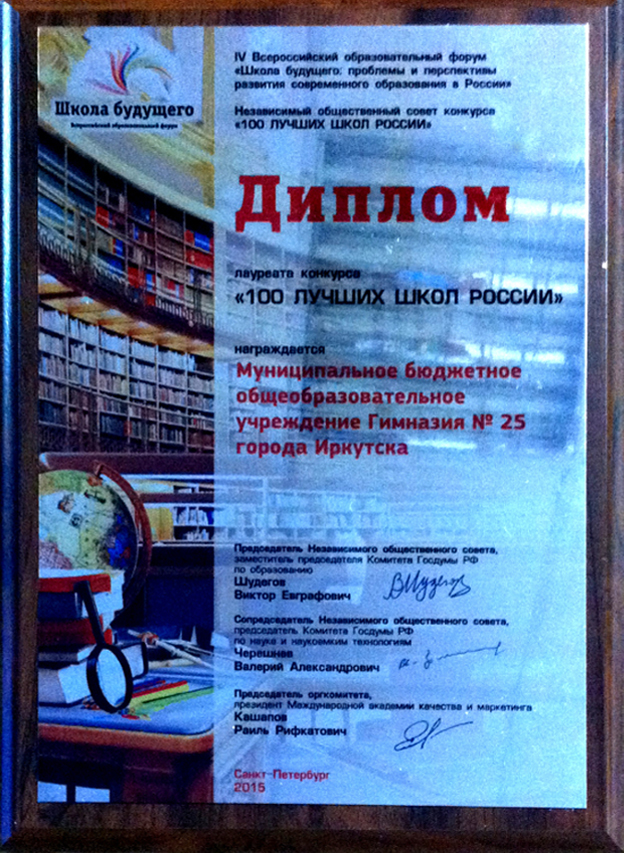 Школа будущего
Всероссийский образовательный форум
IV Всероссийский образовательный форум
«Школа будущего: проблемы и перспективы
развития современного образования в России»
Независимый общественный совет конкурса
«100 ЛУЧШИХ ШКОЛ РОССИИ»
Диплом
лауреата конкурса
«100 ЛУЧШИХ ШКОЛ РОССИИ»
награждается
Муниципальное бюджетное
общеобразовательное
учреждение Гимназия № 25
города Иркутска
Председатель Независимого общественного совета,
заместитель председателя Комитета Госдумы РФ
по образованию
Шудегов
Виктор Евграфович
Сопредседатель Независимого общественного совета,
председатель Комитета Госдумы РФ
по науке и наукоемким технологиям
Черешнев
Валерий Александрович
Председатель оргкомитета,
президент Международной академии качества и маркетинга
Кашапов
Раиль Рифкатович
Санкт-Петербург
2015